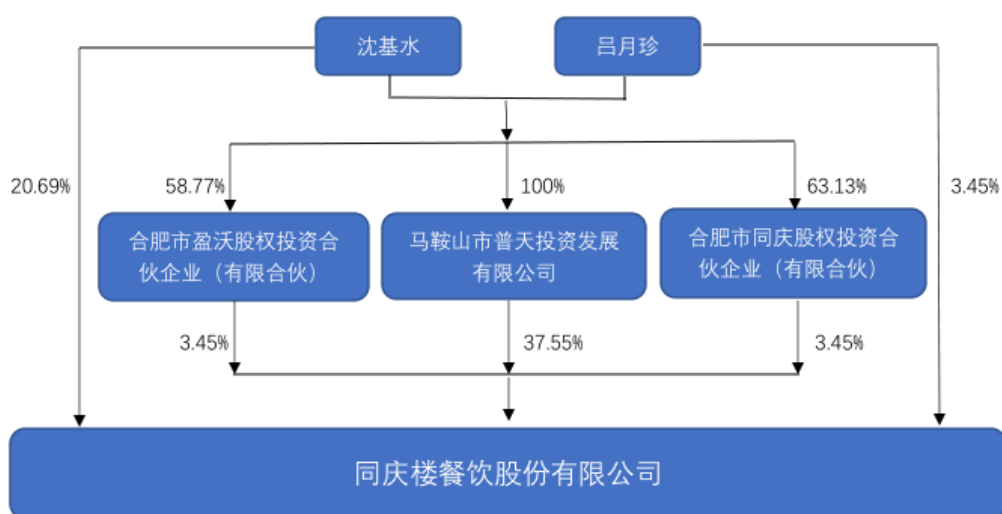 沈基水
吕月珍
20.69%
58.77%
100%
63.13%
3.45%
合肥市盈沃股权投资合
伙企业（有限合伙）
马鞍山市普天投资发展
有限公司
合肥市同庆股权投资合
伙企业（有限合伙）
3.45%
37.55%
3.45%
同庆楼餐饮股份有限公司